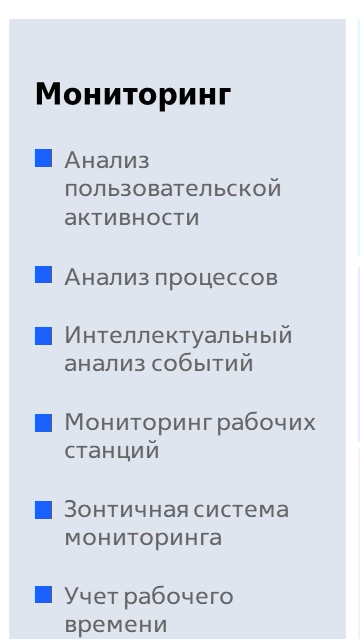 Мониторинг
Анализ
пользовательской
активности
Анализ процессов
Интеллектуальный
анализ событий
Мониторинг рабочих
станций
Зонтичная система
мониторинга
Учет рабочего
времени